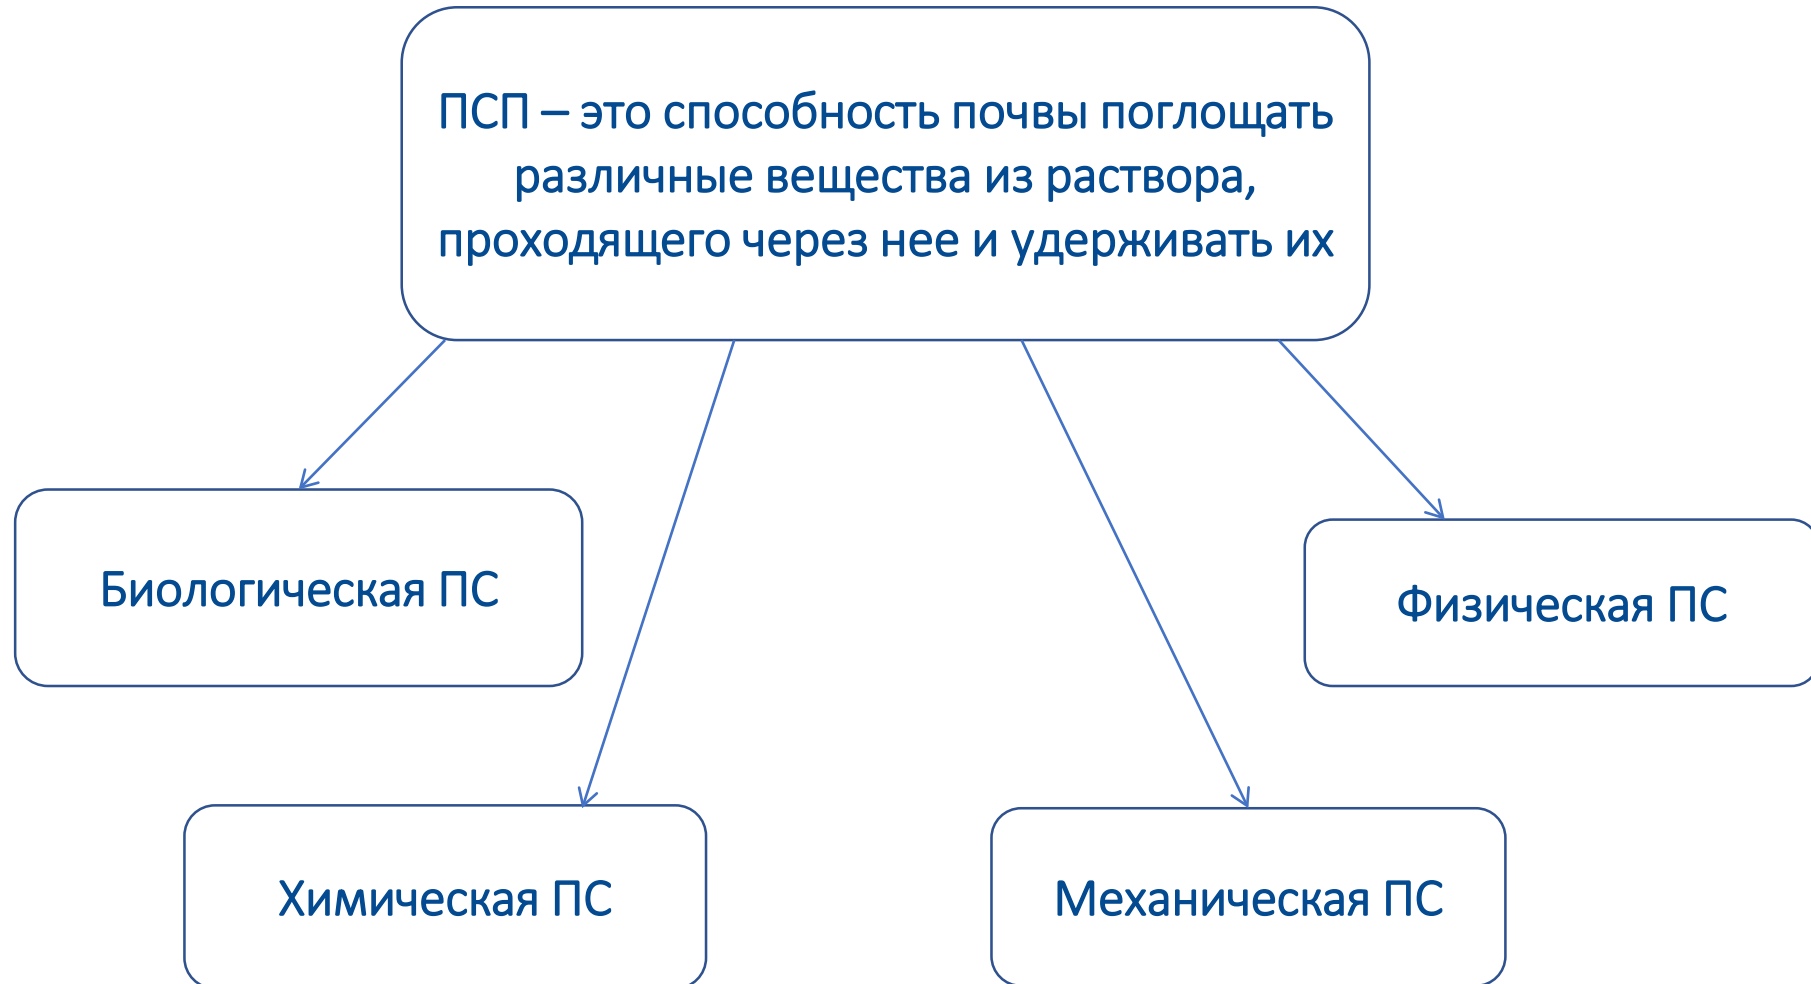 ПСП – это способность почвы поглощать
различные вещества из раствора,
проходящего через нее и удерживать их
Биологическая ПС
Физическая ПС
Химическая ПС
Механическая ПС